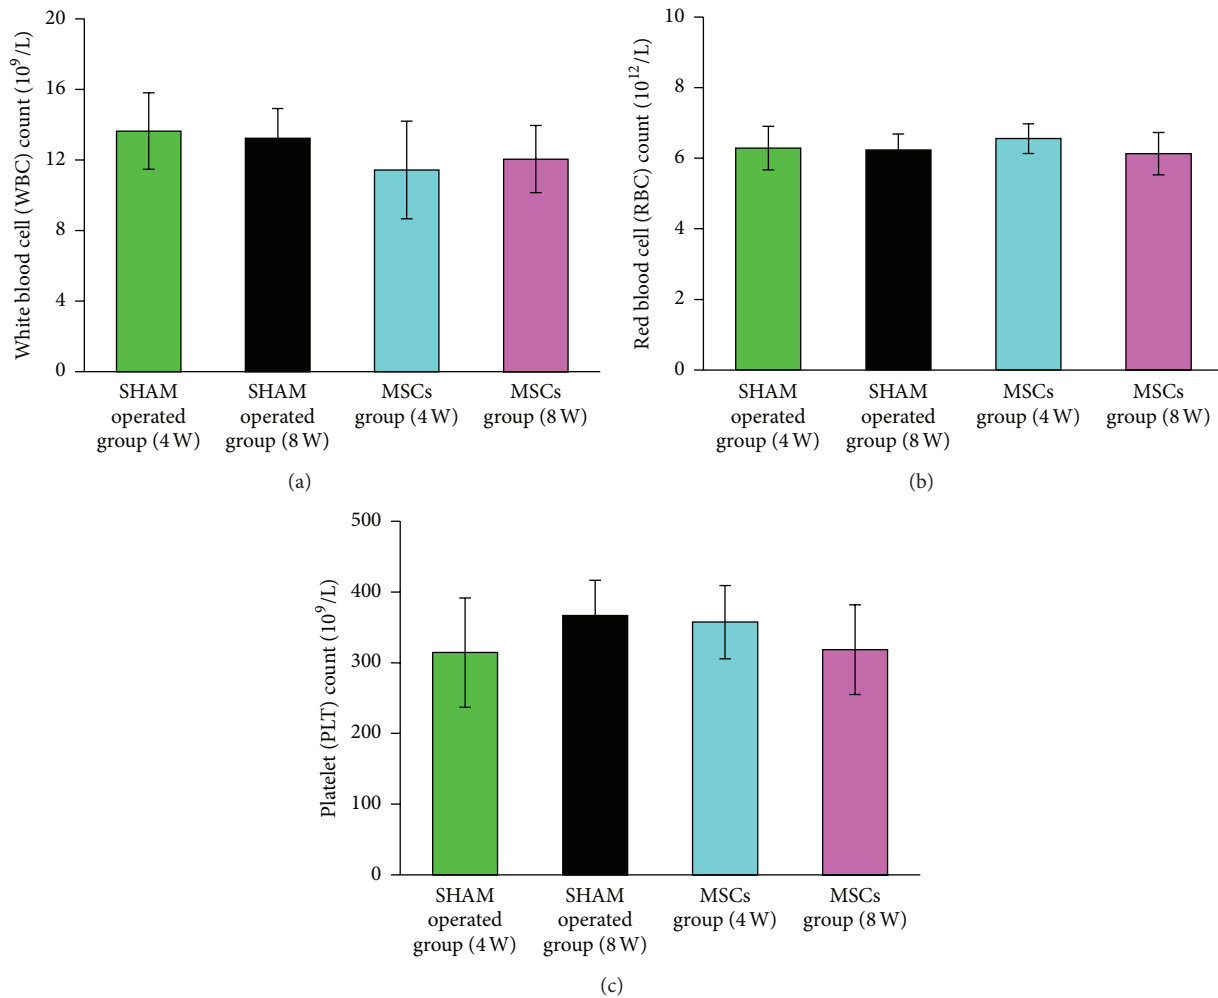 White blood cell (WBC) count (10⁹/L)
20
16
12
8
4
0
SHAM
operated
group (4 W)
SHAM
operated
group (8 W)
MSCs
group (4 W)
MSCs
group (8 W)
(a)
Red blood cell (RBC) count (10¹²/L)
10
8
6
4
2
0
SHAM
operated
group (4 W)
SHAM
operated
group (8 W)
MSCs
group (4 W)
MSCs
group (8 W)
(b)
Platelet (PLT) count (10⁹/L)
500
400
300
200
100
0
SHAM
operated
group (4 W)
SHAM
operated
group (8 W)
MSCs
group (4 W)
MSCs
group (8 W)
(c)